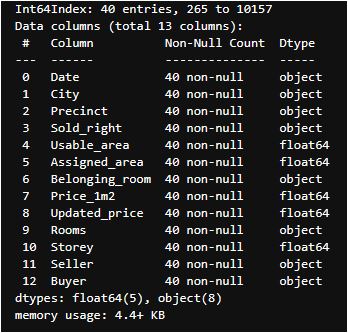 Int64Index: 40 entries, 265 to 10157
Data columns (total 13 columns):
 #   Column          Non-Null Count  Dtype
---  ------          --------------  -----
 0   Date            40 non-null     object
 1   City            40 non-null     object
 2   Precinct        40 non-null     object
 3   Sold_right      40 non-null     object
 4   Usable_area     40 non-null     float64
 5   Assigned_area   40 non-null     float64
 6   Belonging_room  40 non-null     object
 7   Price_1m2       40 non-null     float64
 8   Updated_price   40 non-null     float64
 9   Rooms           40 non-null     object
 10  Storey          40 non-null     float64
 11  Seller          40 non-null     object
 12  Buyer           40 non-null     object
dtypes: float64(5), object(8)
memory usage: 4.4+ KB